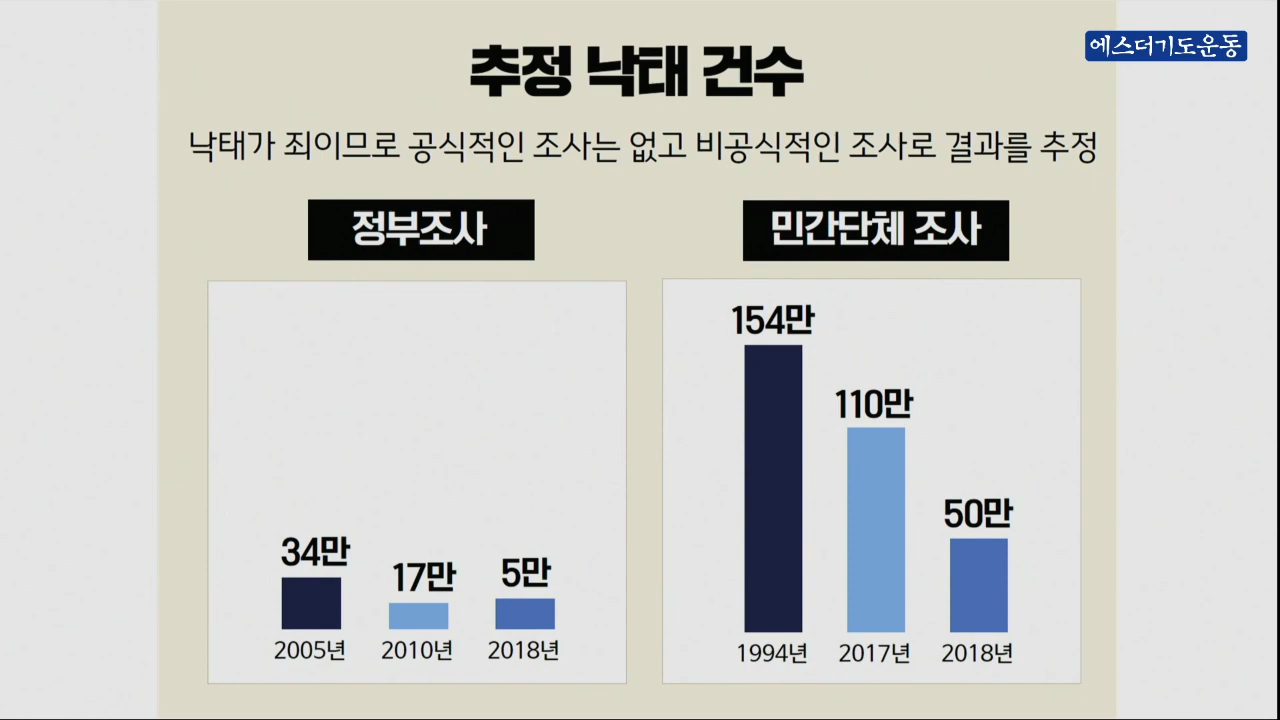 에스더기도운동
추정 낙태 건수
낙태가 죄이므로 공식적인 조사는 없고 비공식적인 조사로 결과를 추정
정부조사
34만
17만
5만
2005년
2010년
2018년
민간단체 조사
154만
110만
50만
1994년
2017년
2018년